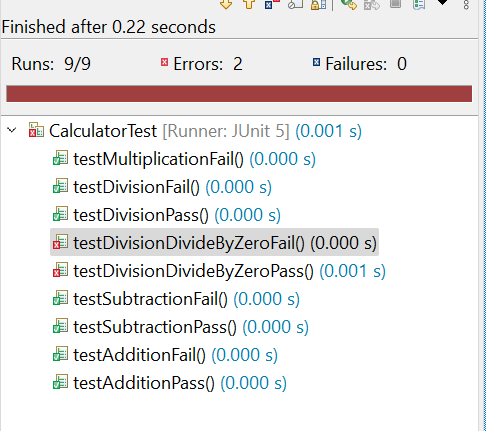 Finished after 0.22 seconds
Runs: 9/9 Errors: 2 Failures: 0
CalculatorTest [Runner: JUnit 5] (0.001 s)
testMultiplicationFail() (0.000 s)
testDivisionFail() (0.000 s)
testDivisionPass() (0.000 s)
testDivisionDivideByZeroFail() (0.000 s)
testDivisionDivideByZeroPass() (0.001 s)
testSubtractionFail() (0.000 s)
testSubtractionPass() (0.000 s)
testAdditionFail() (0.000 s)
testAdditionPass() (0.000 s)